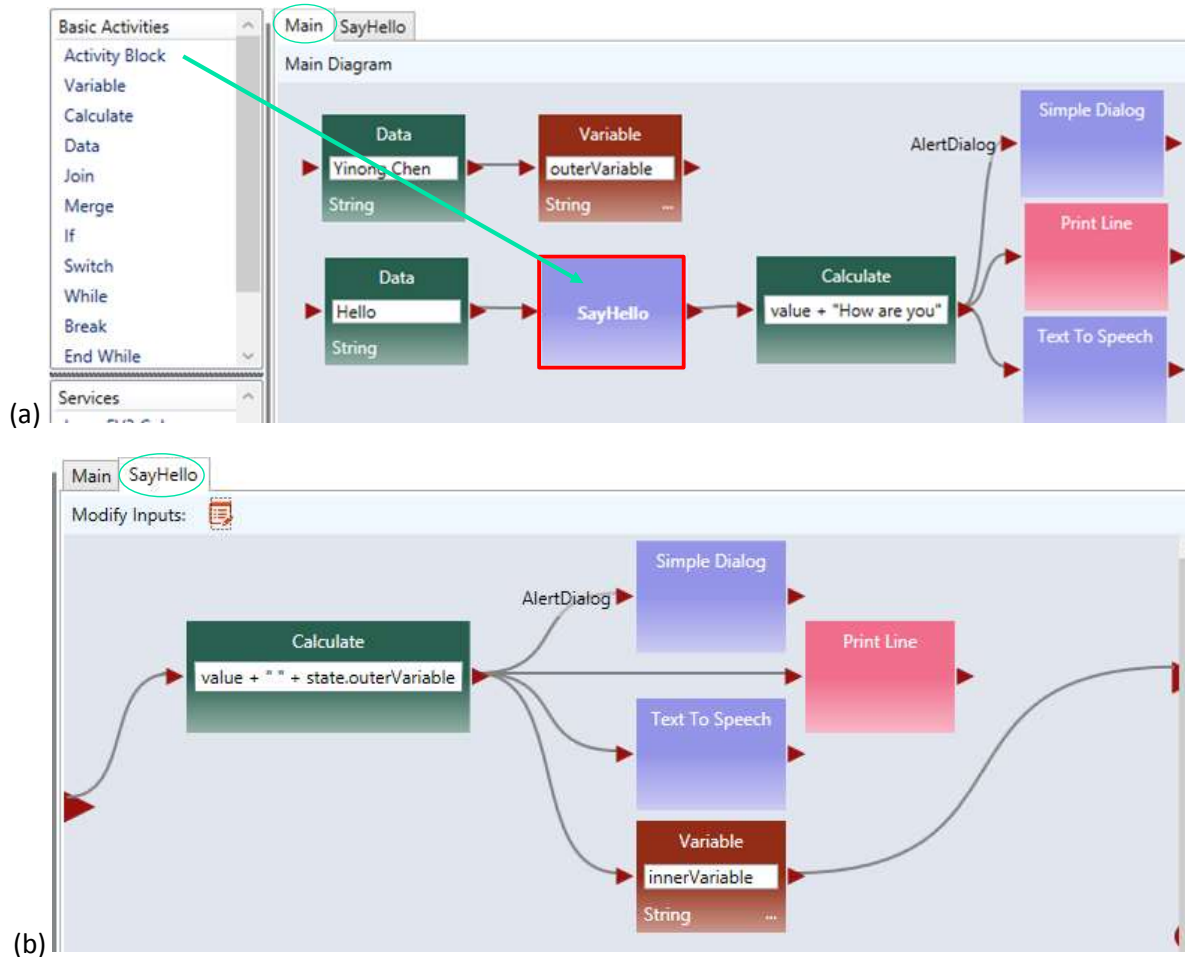 Basic Activities
Activity Block
Variable
Calculate
Data
Join
Merge
If
Switch
While
Break
End While
Services
Main SayHello
Main Diagram
Data
Yinong Chen
String
Variable
outerVariable
String ...
Data
Hello
String
SayHello
Calculate
value + "How are you"
AlertDialog
Simple Dialog
Print Line
Text To Speech
(a)
Main SayHello
Modify Inputs:
Calculate
value + " " + state.outerVariable
AlertDialog
Simple Dialog
Print Line
Text To Speech
Variable
innerVariable
String ...
(b)